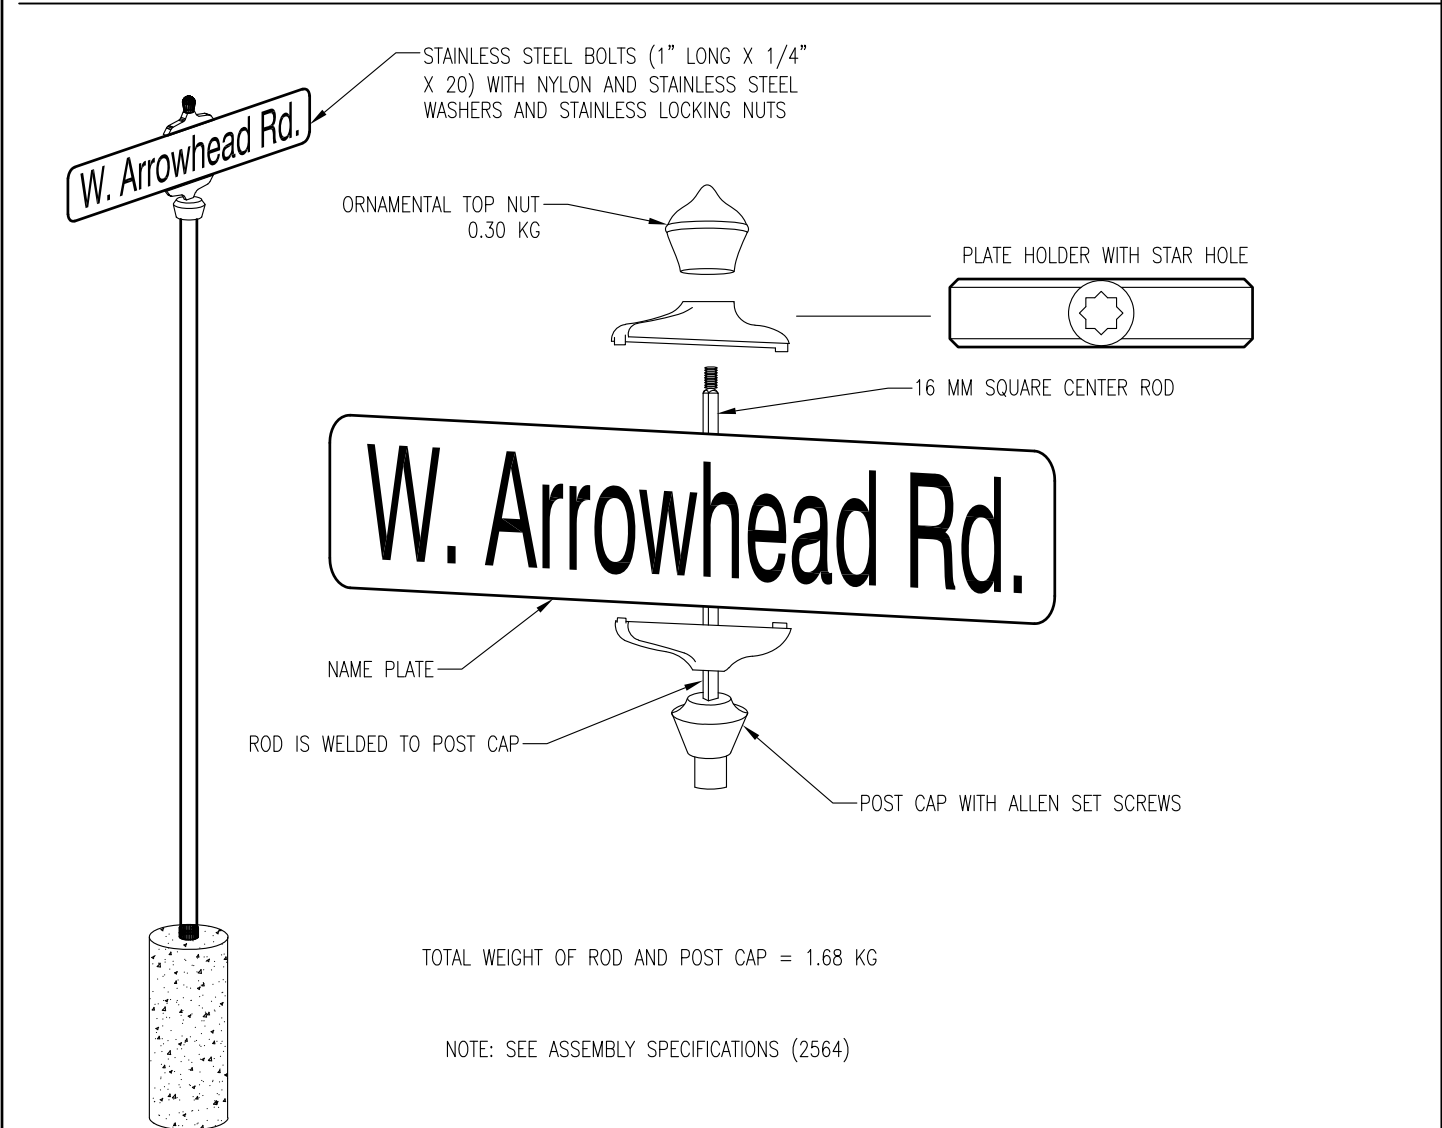 STAINLESS STEEL BOLTS (1" LONG X 1/4"
X 20) WITH NYLON AND STAINLESS STEEL
WASHERS AND STAINLESS LOCKING NUTS
W. Arrowhead Rd.
ORNAMENTAL TOP NUT
0.30 KG
PLATE HOLDER WITH STAR HOLE
16 MM SQUARE CENTER ROD
W. Arrowhead Rd.
NAME PLATE
ROD IS WELDED TO POST CAP
POST CAP WITH ALLEN SET SCREWS
TOTAL WEIGHT OF ROD AND POST CAP = 1.68 KG
NOTE: SEE ASSEMBLY SPECIFICATIONS (2564)